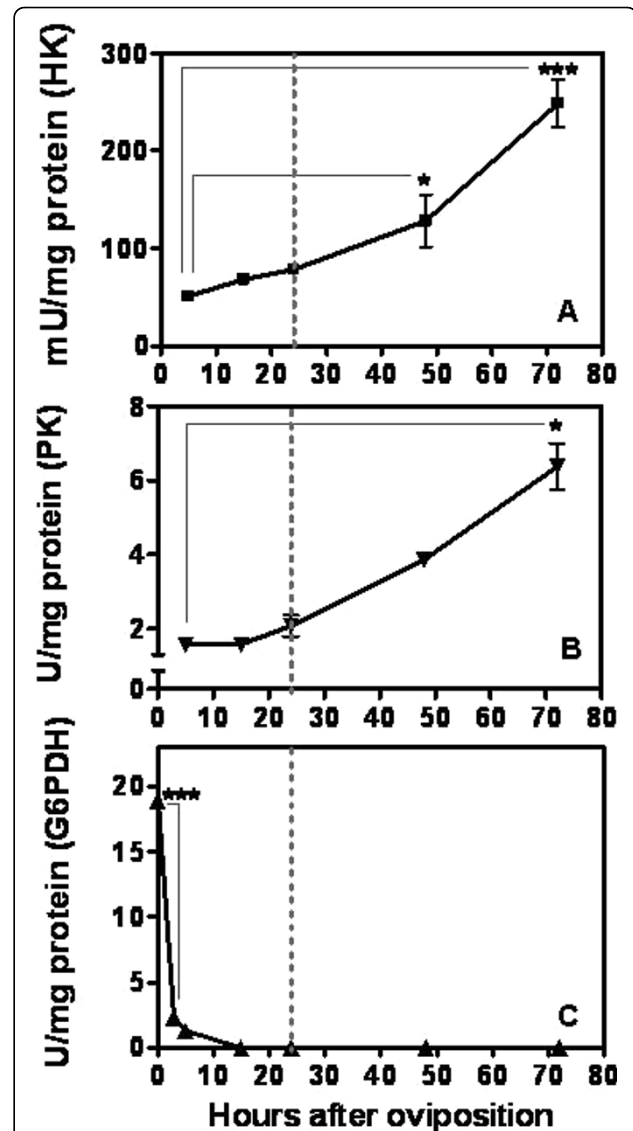 mU/mg protein (HK)
300
200
100
0
***
*
A
0 10 20 30 40 50 60 70 80
U/mg protein (PK)
8
6
4
2
0
*
B
0 10 20 30 40 50 60 70 80
U/mg protein (G6PDH)
20
15
10
5
0
***
C
0 10 20 30 40 50 60 70 80
Hours after oviposition